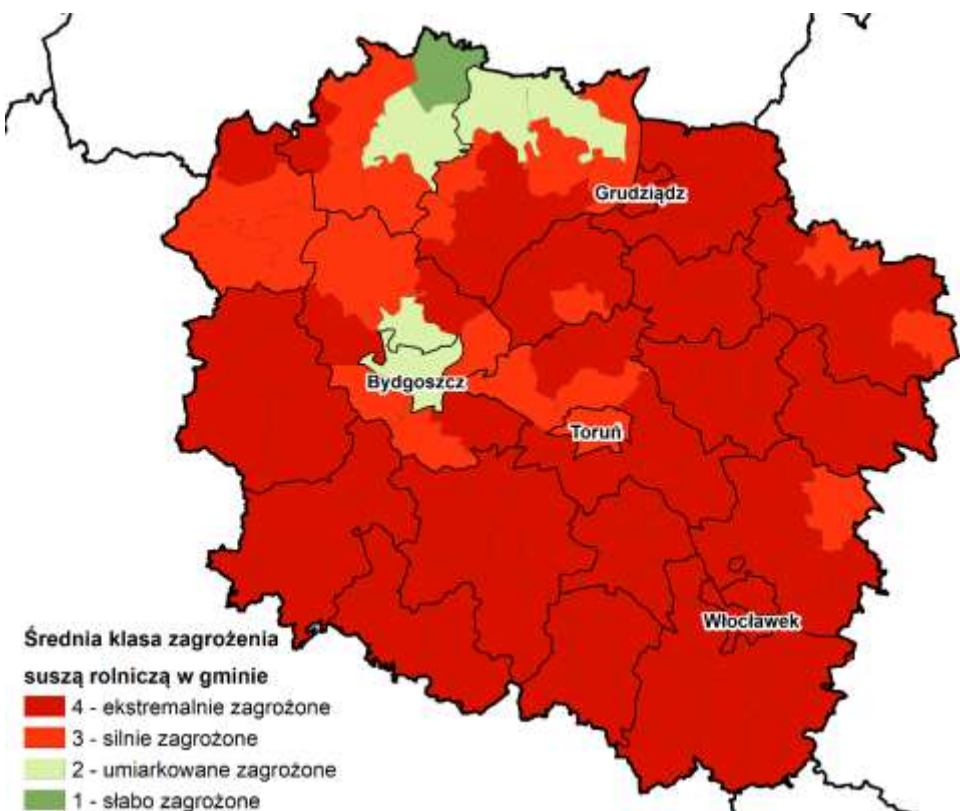 Grudziądz
Bydgoszcz
Toruń
Włocławek
Średnia klasa zagrożenia
suszą rolniczą w gminie
4 - ekstremalnie zagrożone
3 - silnie zagrożone
2 - umiarkowane zagrożone
1 - słabo zagrożone